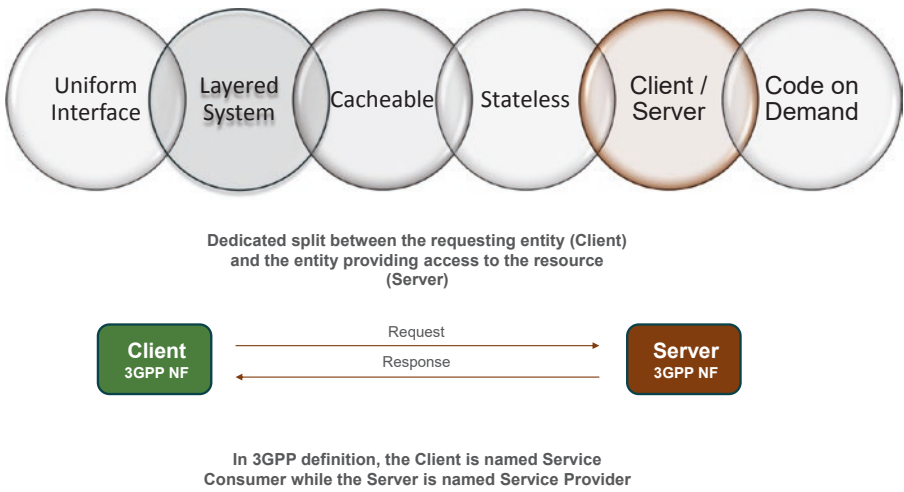 Uniform
Interface
Layered
System
Cacheable
Stateless
Client /
Server
Code on
Demand
Dedicated split between the requesting entity (Client)
and the entity providing access to the resource
(Server)
Client
3GPP NF
Request
Response
Server
3GPP NF
In 3GPP definition, the Client is named Service
Consumer while the Server is named Service Provider